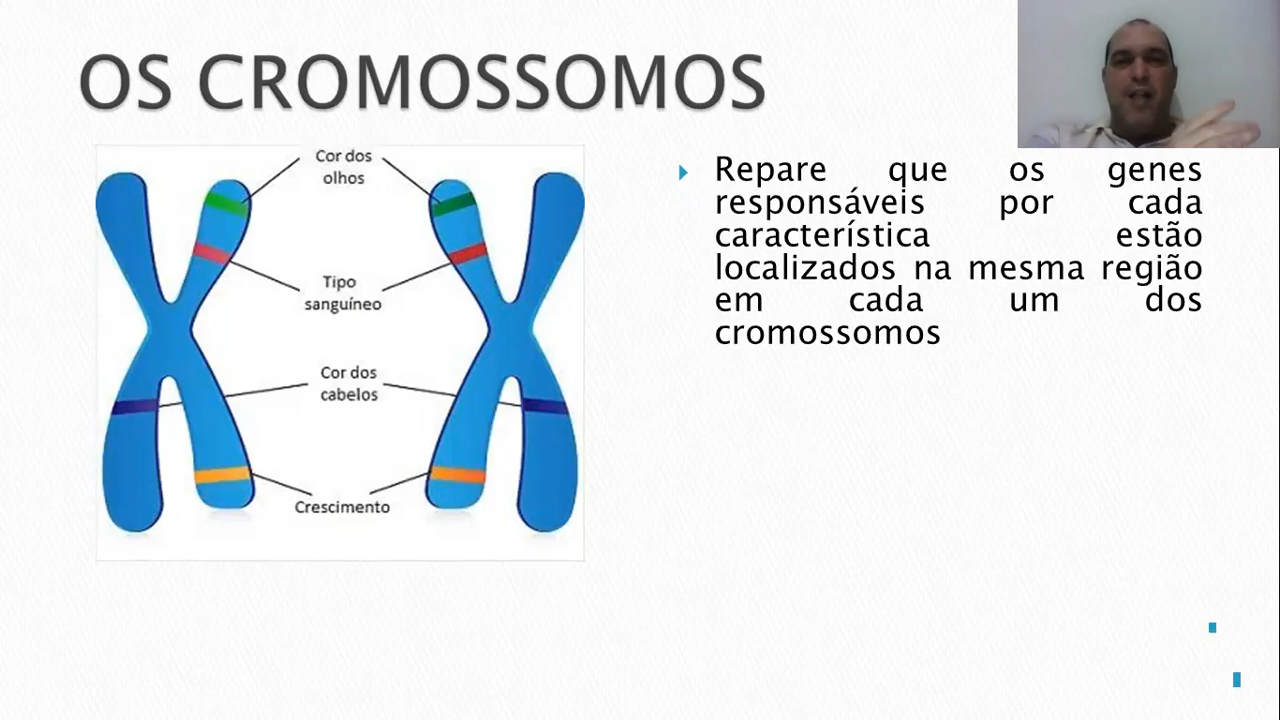 OS CROMOSSOMOS
Cor dos
olhos
Tipo
sanguíneo
Cor dos
cabelos
Crescimento
Repare que os genes
responsáveis por cada
característica estão
localizados na mesma região
em cada um dos
cromossomos